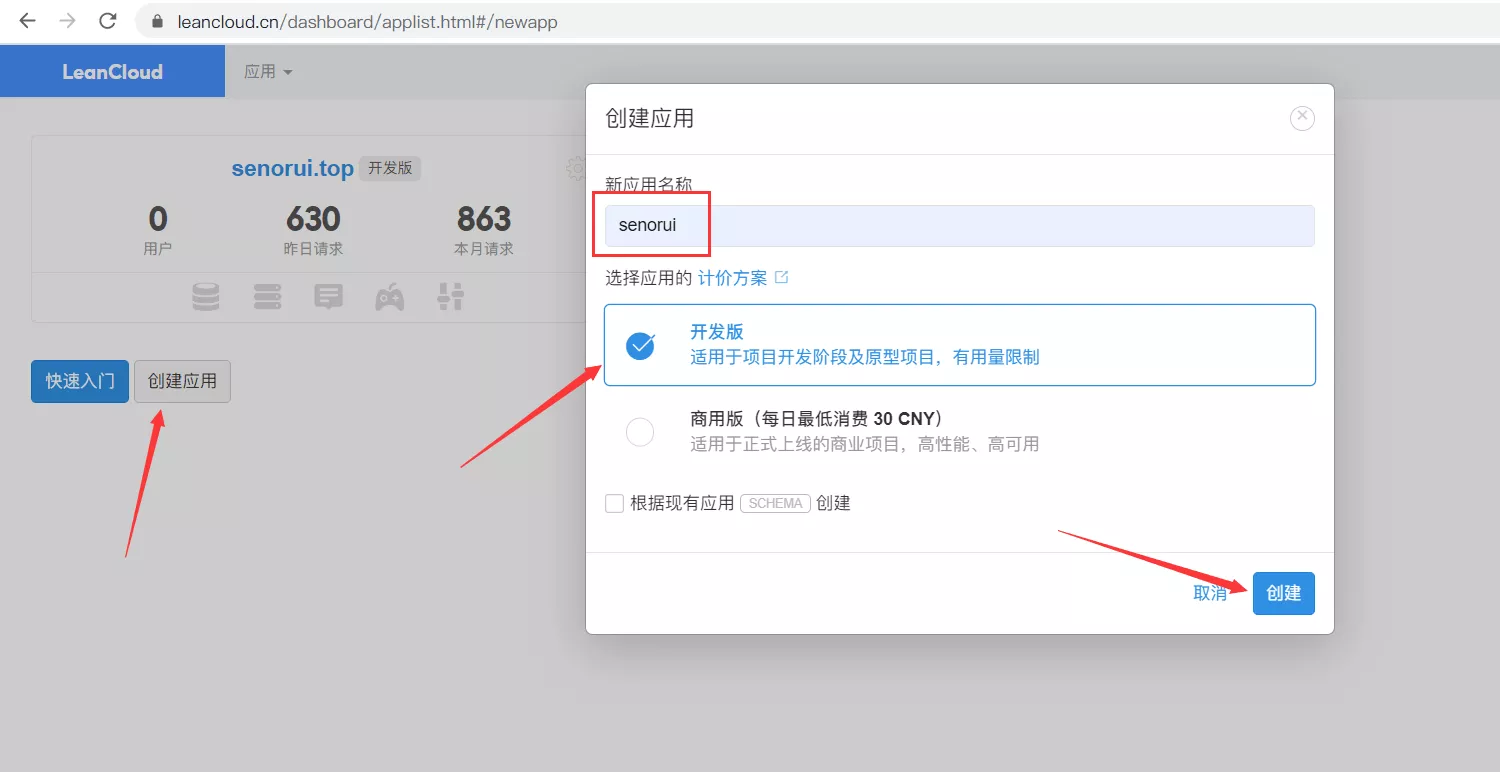 leancloud.cn/dashboard/applist.html#/newapp
LeanCloud
应用
senorui.top 开发版
0 630 863
用户 昨日请求 本月请求
快速入门 创建应用
创建应用
新应用名称
senorui
选择应用的 计价方案
开发版
适用于项目开发阶段及原型项目，有用量限制
商用版（每日最低消费 30 CNY）
适用于正式上线的商业项目，高性能、高可用
根据现有应用 SCHEMA 创建
取消 创建